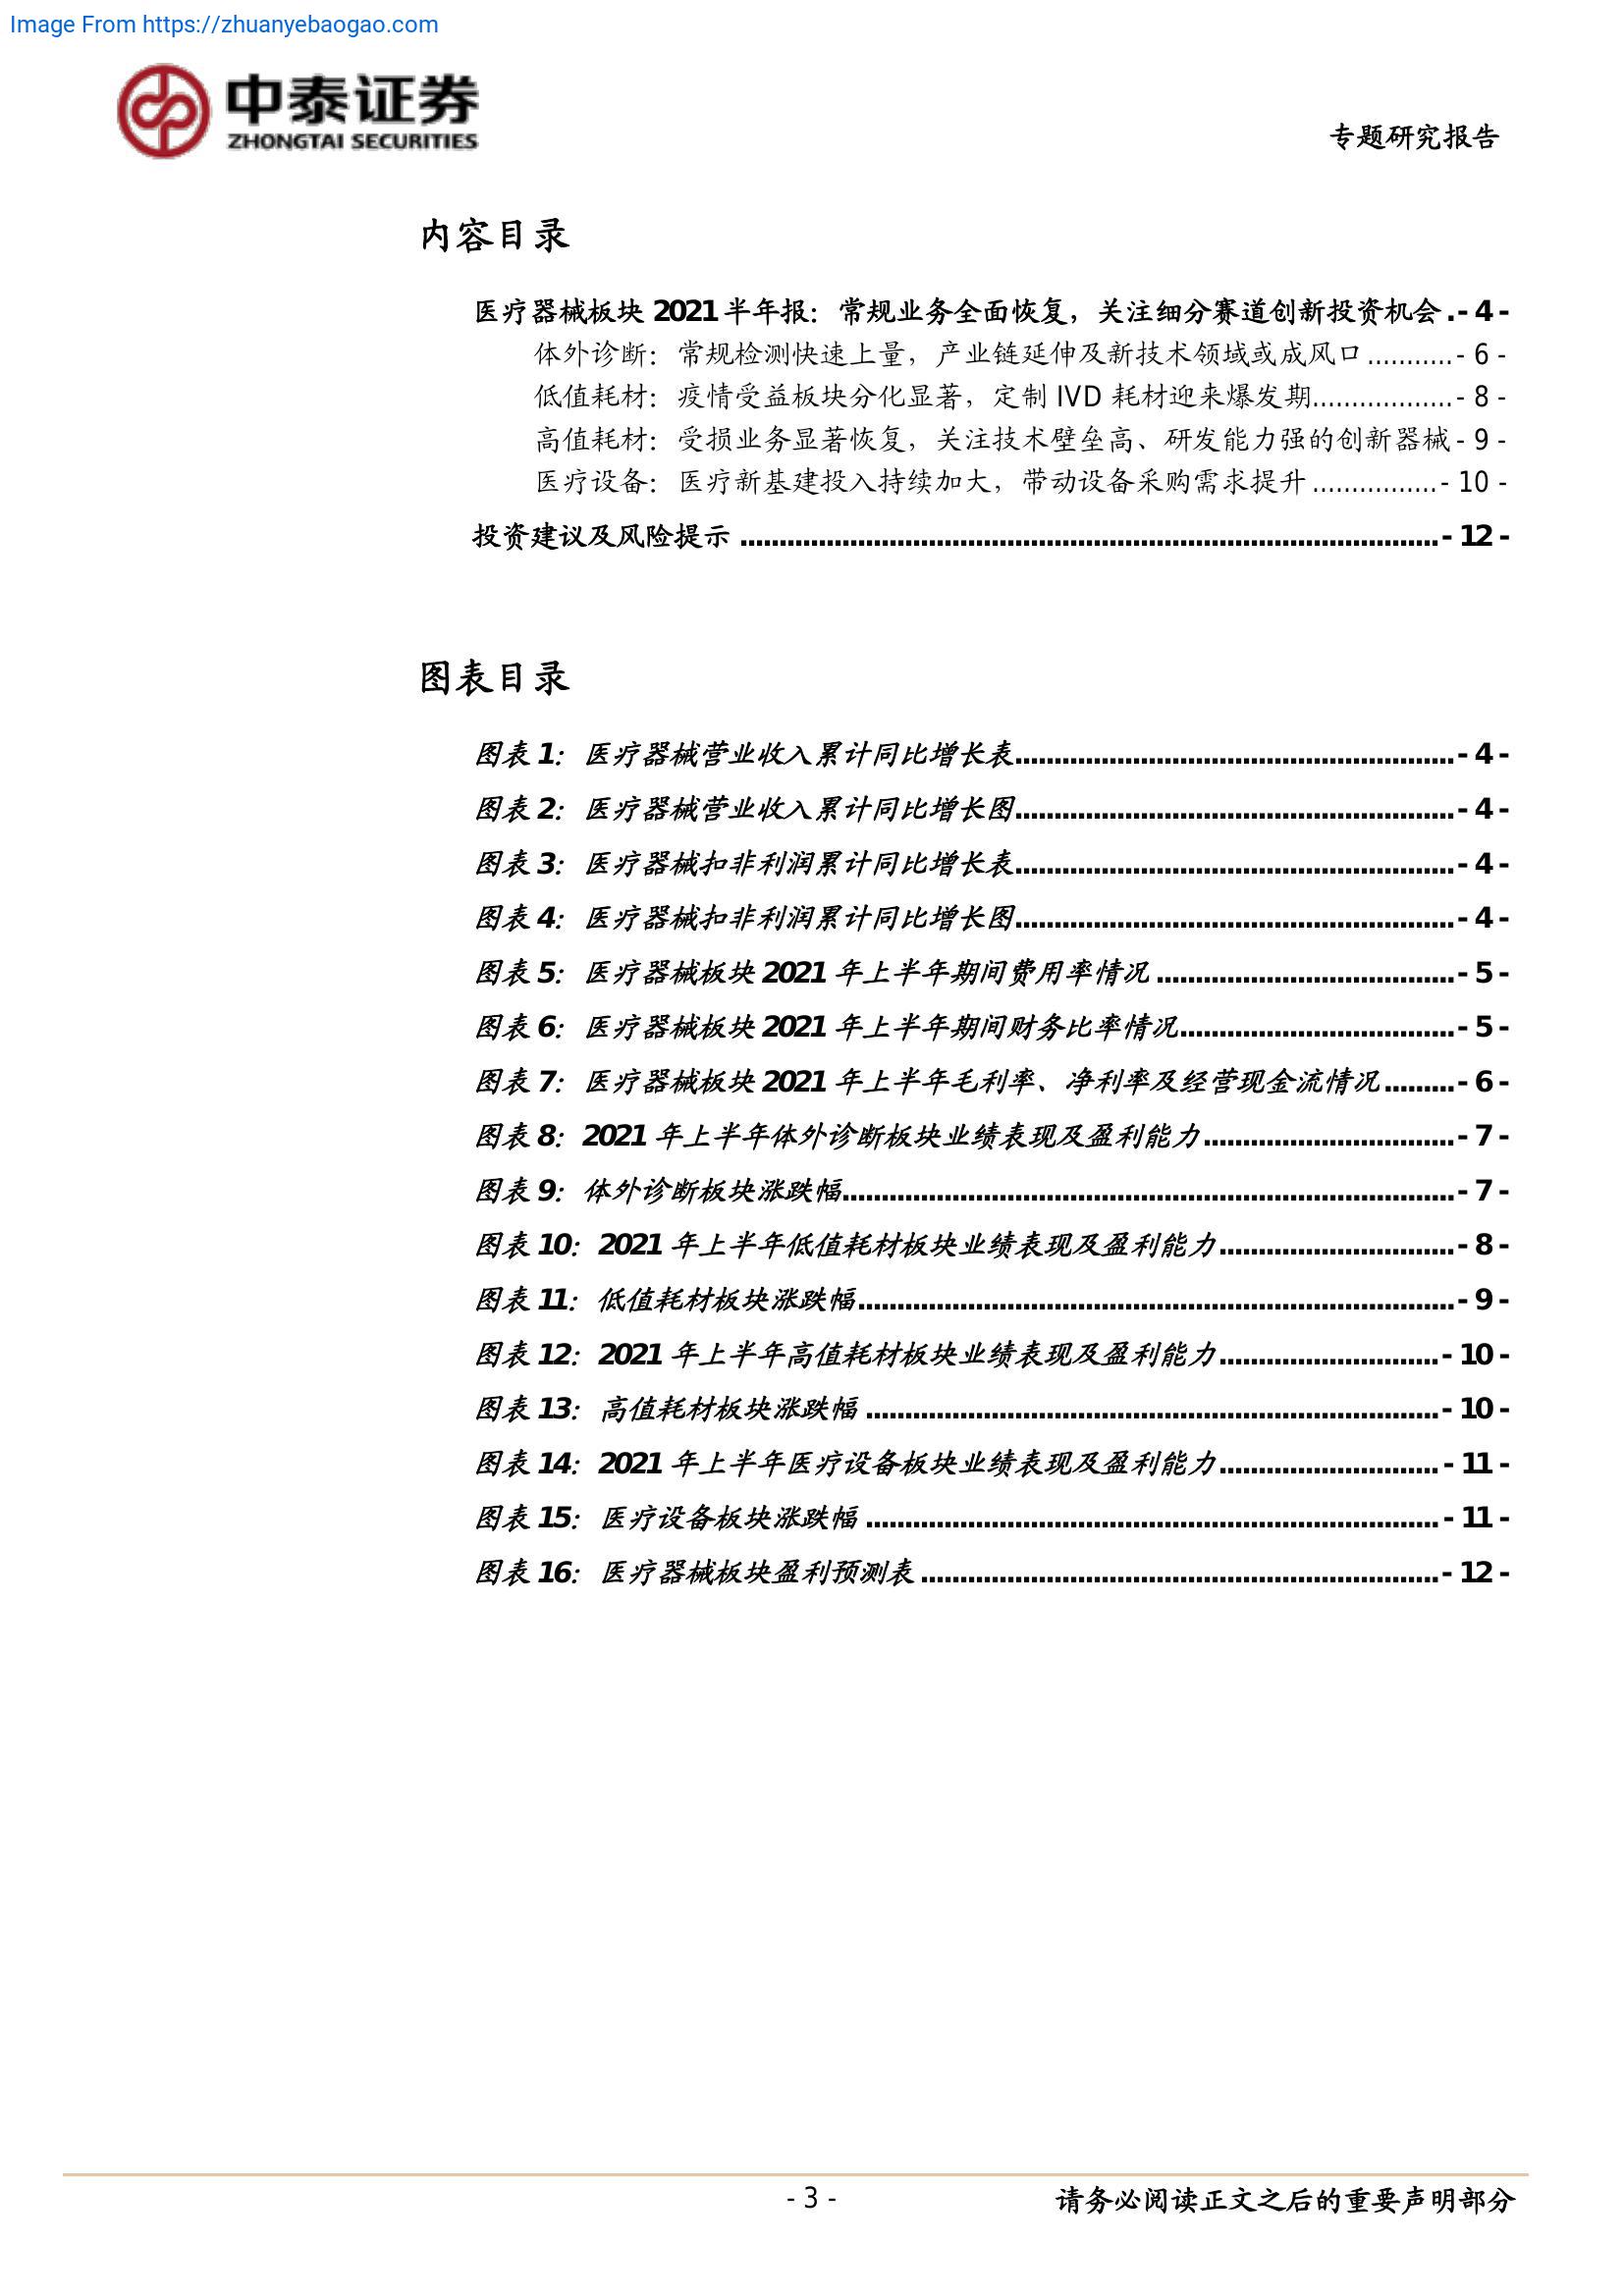 Image From https://zhuanyebaogao.com
中泰证券
ZHONGTAI SECURITIES
专题研究报告
内容目录
医疗器械板块 2021 半年报：常规业务全面恢复，关注细分赛道创新投资机会 .- 4 -
体外诊断：常规检测快速上量，产业链延伸及新技术领域或成风口 ...........- 6 -
低值耗材：疫情受益板块分化显著，定制 IVD 耗材迎来爆发期..................- 8 -
高值耗材：受损业务显著恢复，关注技术壁垒高、研发能力强的创新器械 - 9 -
医疗设备：医疗新基建投入持续加大，带动设备采购需求提升 ................- 10 -
投资建议及风险提示 .........................................................................................- 12 -
图表目录
图表 1：医疗器械营业收入累计同比增长表........................................................- 4 -
图表 2：医疗器械营业收入累计同比增长图........................................................- 4 -
图表 3：医疗器械扣非利润累计同比增长表........................................................- 4 -
图表 4：医疗器械扣非利润累计同比增长图........................................................- 4 -
图表 5：医疗器械板块 2021 年上半年期间费用率情况 ......................................- 5 -
图表 6：医疗器械板块 2021 年上半年期间财务比率情况...................................- 5 -
图表 7：医疗器械板块 2021 年上半年毛利率、净利率及经营现金流情况 .........- 6 -
图表 8：2021 年上半年体外诊断板块业绩表现及盈利能力................................- 7 -
图表 9：体外诊断板块涨跌幅..............................................................................- 7 -
图表 10：2021 年上半年低值耗材板块业绩表现及盈利能力..............................- 8 -
图表 11：低值耗材板块涨跌幅............................................................................- 9 -
图表 12：2021 年上半年高值耗材板块业绩表现及盈利能力............................- 10 -
图表 13：高值耗材板块涨跌幅 .........................................................................- 10 -
图表 14：2021 年上半年医疗设备板块业绩表现及盈利能力............................- 11 -
图表 15：医疗设备板块涨跌幅 .........................................................................- 11 -
图表 16：医疗器械板块盈利预测表 ..................................................................- 12 -
- 3 -
请务必阅读正文之后的重要声明部分